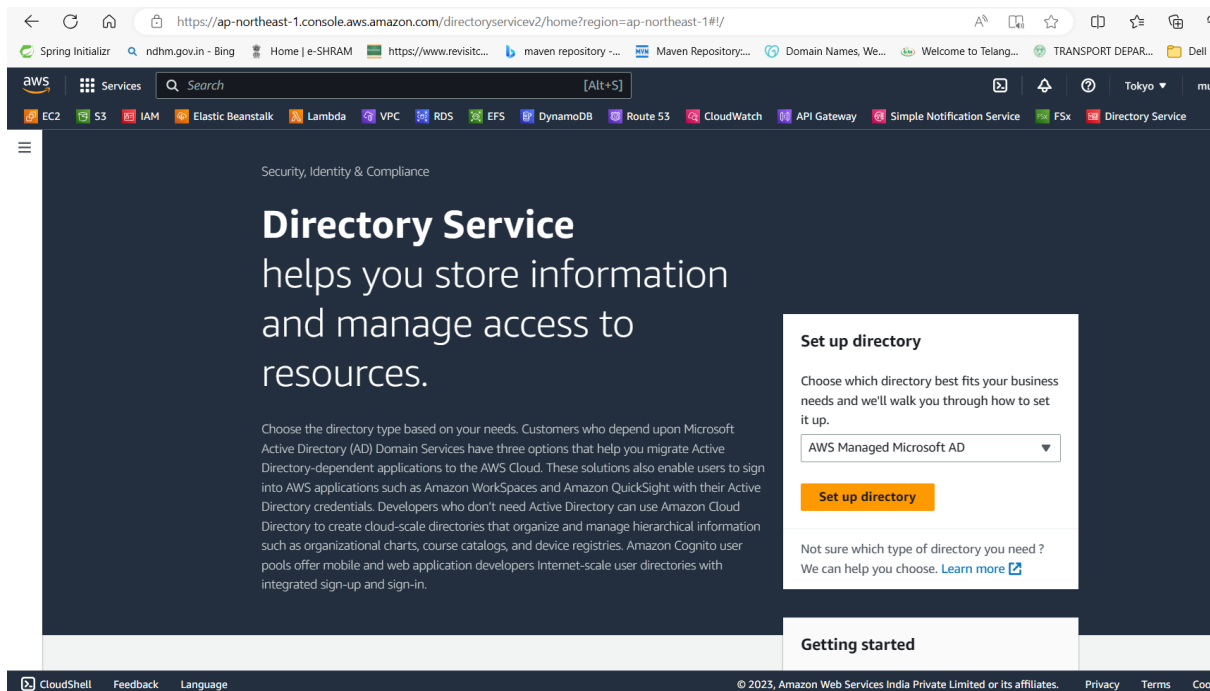 https://ap-northeast-1.console.aws.amazon.com/directoryservicev2/home?region=ap-northeast-1#!/
Spring Initializr ndhm.gov.in - Bing Home | e-SHRAM https://www.revisitc... maven repository -... MVN Maven Repository:... Domain Names, We... Welcome to Telang... TRANSPORT DEPAR... Dell
aws Services Search [Alt+S] Tokyo ▼ mu
EC2 S3 IAM Elastic Beanstalk Lambda VPC RDS EFS DynamoDB Route 53 CloudWatch API Gateway Simple Notification Service FSx Directory Service
Security, Identity & Compliance
Directory Service
helps you store information
and manage access to
resources.
Choose the directory type based on your needs. Customers who depend upon Microsoft
Active Directory (AD) Domain Services have three options that help you migrate Active
Directory-dependent applications to the AWS Cloud. These solutions also enable users to sign
into AWS applications such as Amazon WorkSpaces and Amazon QuickSight with their Active
Directory credentials. Developers who don't need Active Directory can use Amazon Cloud
Directory to create cloud-scale directories that organize and manage hierarchical information
such as organizational charts, course catalogs, and device registries. Amazon Cognito user
pools offer mobile and web application developers Internet-scale user directories with
integrated sign-up and sign-in.
Set up directory
Choose which directory best fits your business
needs and we'll walk you through how to set
it up.
AWS Managed Microsoft AD
Set up directory
Not sure which type of directory you need ?
We can help you choose. Learn more
Getting started
CloudShell Feedback Language © 2023, Amazon Web Services India Private Limited or its affiliates. Privacy Terms Coo